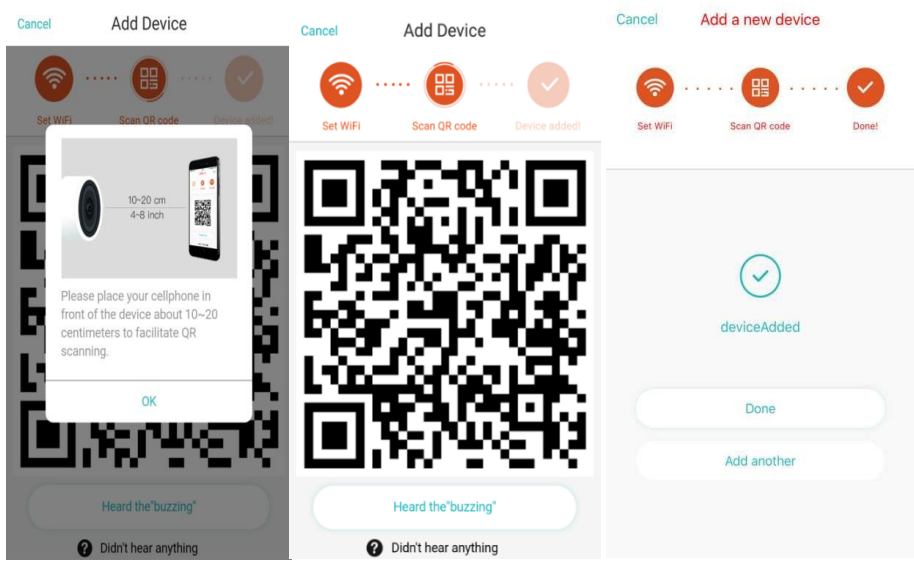 Cancel
Add Device
Set WiFi
Scan QR code
Device added!
10~20 cm
4~8 inch
Please place your cellphone in
front of the device about 10~20
centimeters to facilitate QR
scanning.
OK
Heard the"buzzing"
? Didn't hear anything
Cancel
Add Device
Set WiFi
Scan QR code
Device added!
Heard the"buzzing"
? Didn't hear anything
Cancel
Add a new device
Set WiFi
Scan QR code
Done!
deviceAdded
Done
Add another